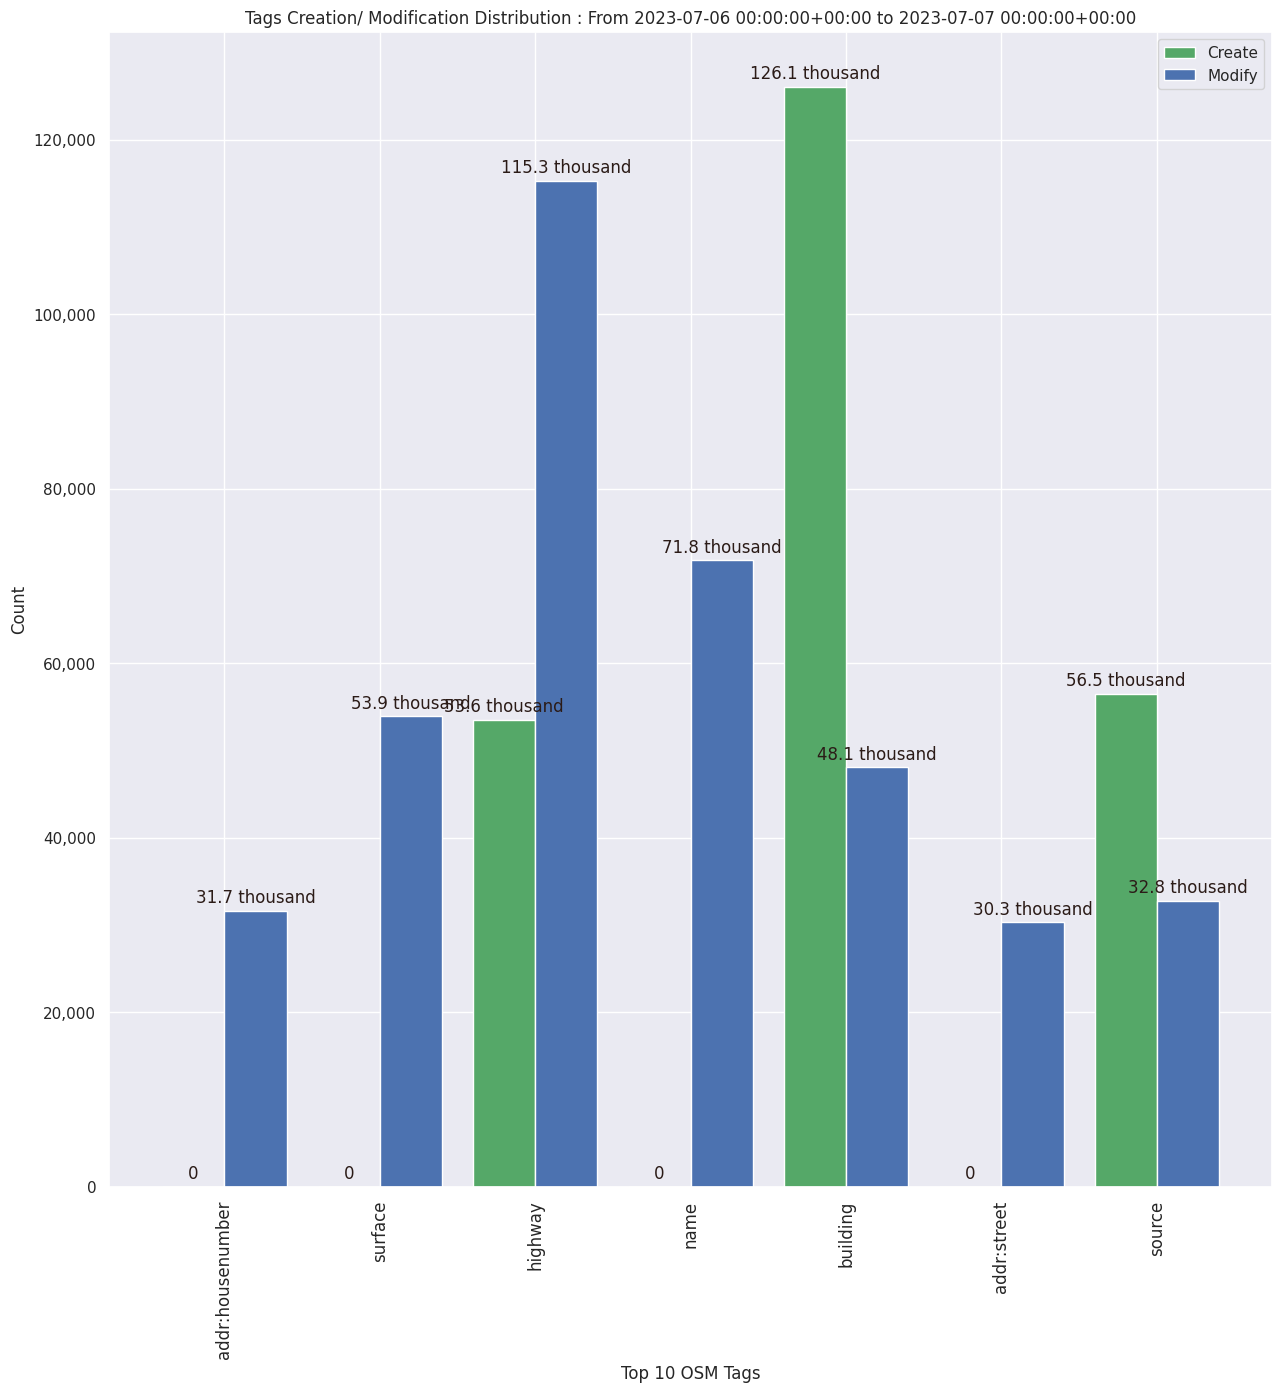 Tags Creation/ Modification Distribution : From 2023-07-06 00:00:00+00:00 to 2023-07-07 00:00:00+00:00
Create
Modify
126.1 thousand
115.3 thousand
71.8 thousand
56.5 thousand
53.9 thousand
53.6 thousand
48.1 thousand
32.8 thousand
31.7 thousand
30.3 thousand
0
0
0
0
120,000
100,000
80,000
60,000
40,000
20,000
0
Count
addr:housenumber
surface
highway
name
building
addr:street
source
Top 10 OSM Tags